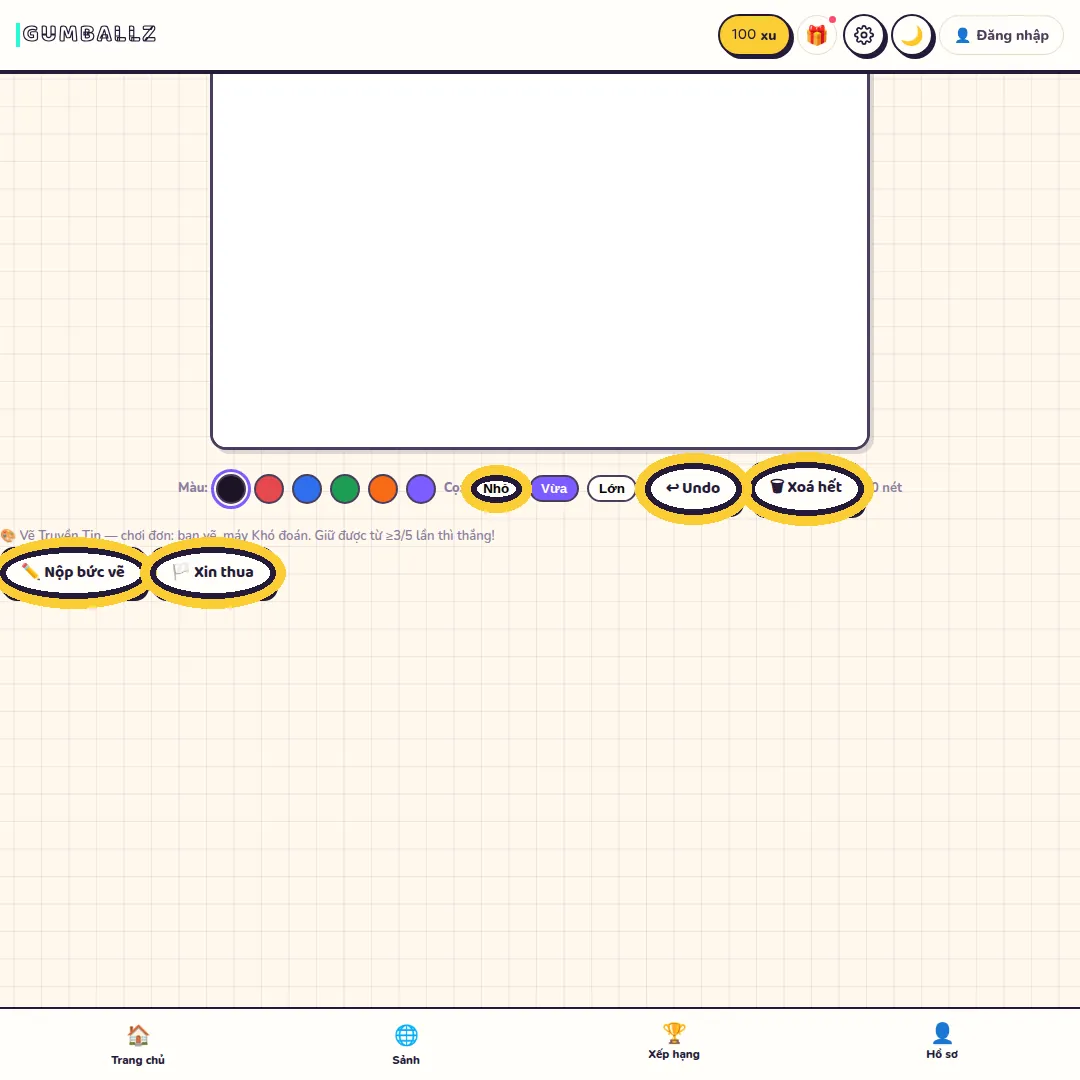 GUMBALLZ
100 xu
Đăng nhập
Màu:
Cọ:
Nhỏ
Vừa
Lớn
↩ Undo
Xoá hết
0 nét
Vẽ Truyền Tin — chơi đơn: bạn vẽ, máy Khó đoán. Giữ được từ ≥3/5 lần thì thắng!
Nộp bức vẽ
Xin thua
Trang chủ
Sảnh
Xếp hạng
Hồ sơ